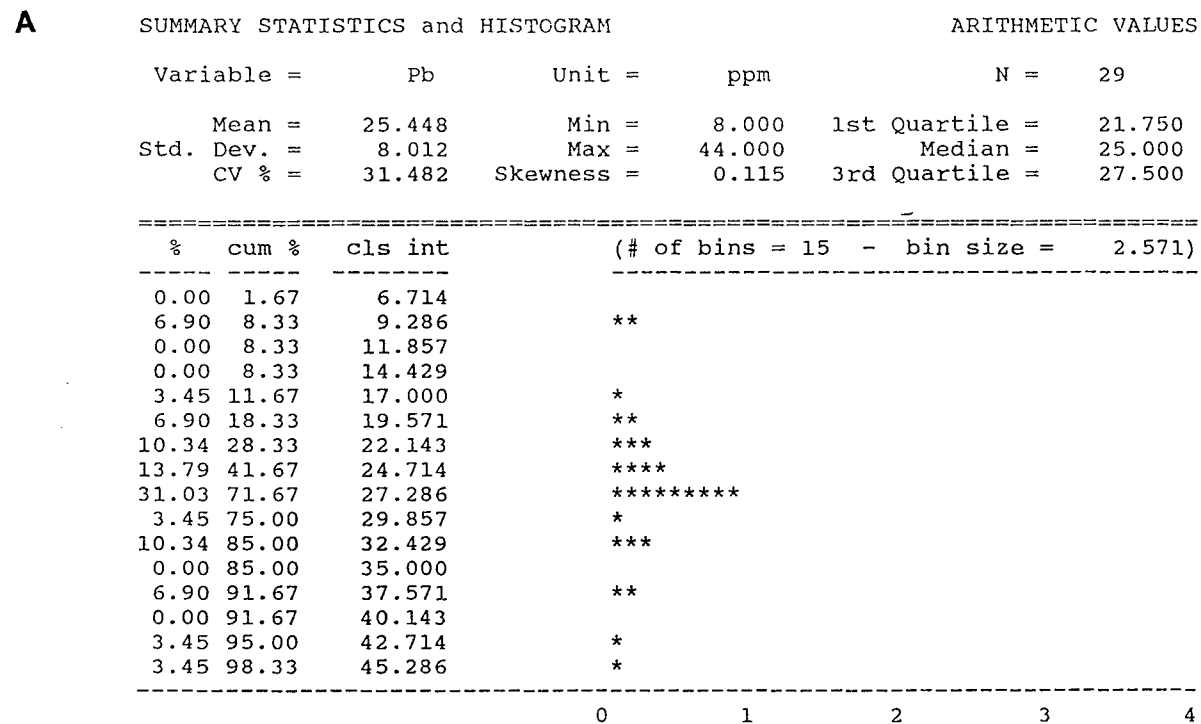 A SUMMARY STATISTICS and HISTOGRAM ARITHMETIC VALUES
Variable = Pb Unit = ppm N = 29
Mean = 25.448 Min = 8.000 1st Quartile = 21.750
Std. Dev. = 8.012 Max = 44.000 Median = 25.000
CV % = 31.482 Skewness = 0.115 3rd Quartile = 27.500
========================================================================
% cum % cls int (# of bins = 15 - bin size = 2.571)
----- ----- -------- ----------------------------------------
0.00 1.67 6.714
6.90 8.33 9.286 **
0.00 8.33 11.857
0.00 8.33 14.429
3.45 11.67 17.000 *
6.90 18.33 19.571 **
10.34 28.33 22.143 ***
13.79 41.67 24.714 ****
31.03 71.67 27.286 *********
3.45 75.00 29.857 *
10.34 85.00 32.429 ***
0.00 85.00 35.000
6.90 91.67 37.571 **
0.00 91.67 40.143
3.45 95.00 42.714 *
3.45 98.33 45.286 *
------------------------------------------------------------------------
0 1 2 3 4